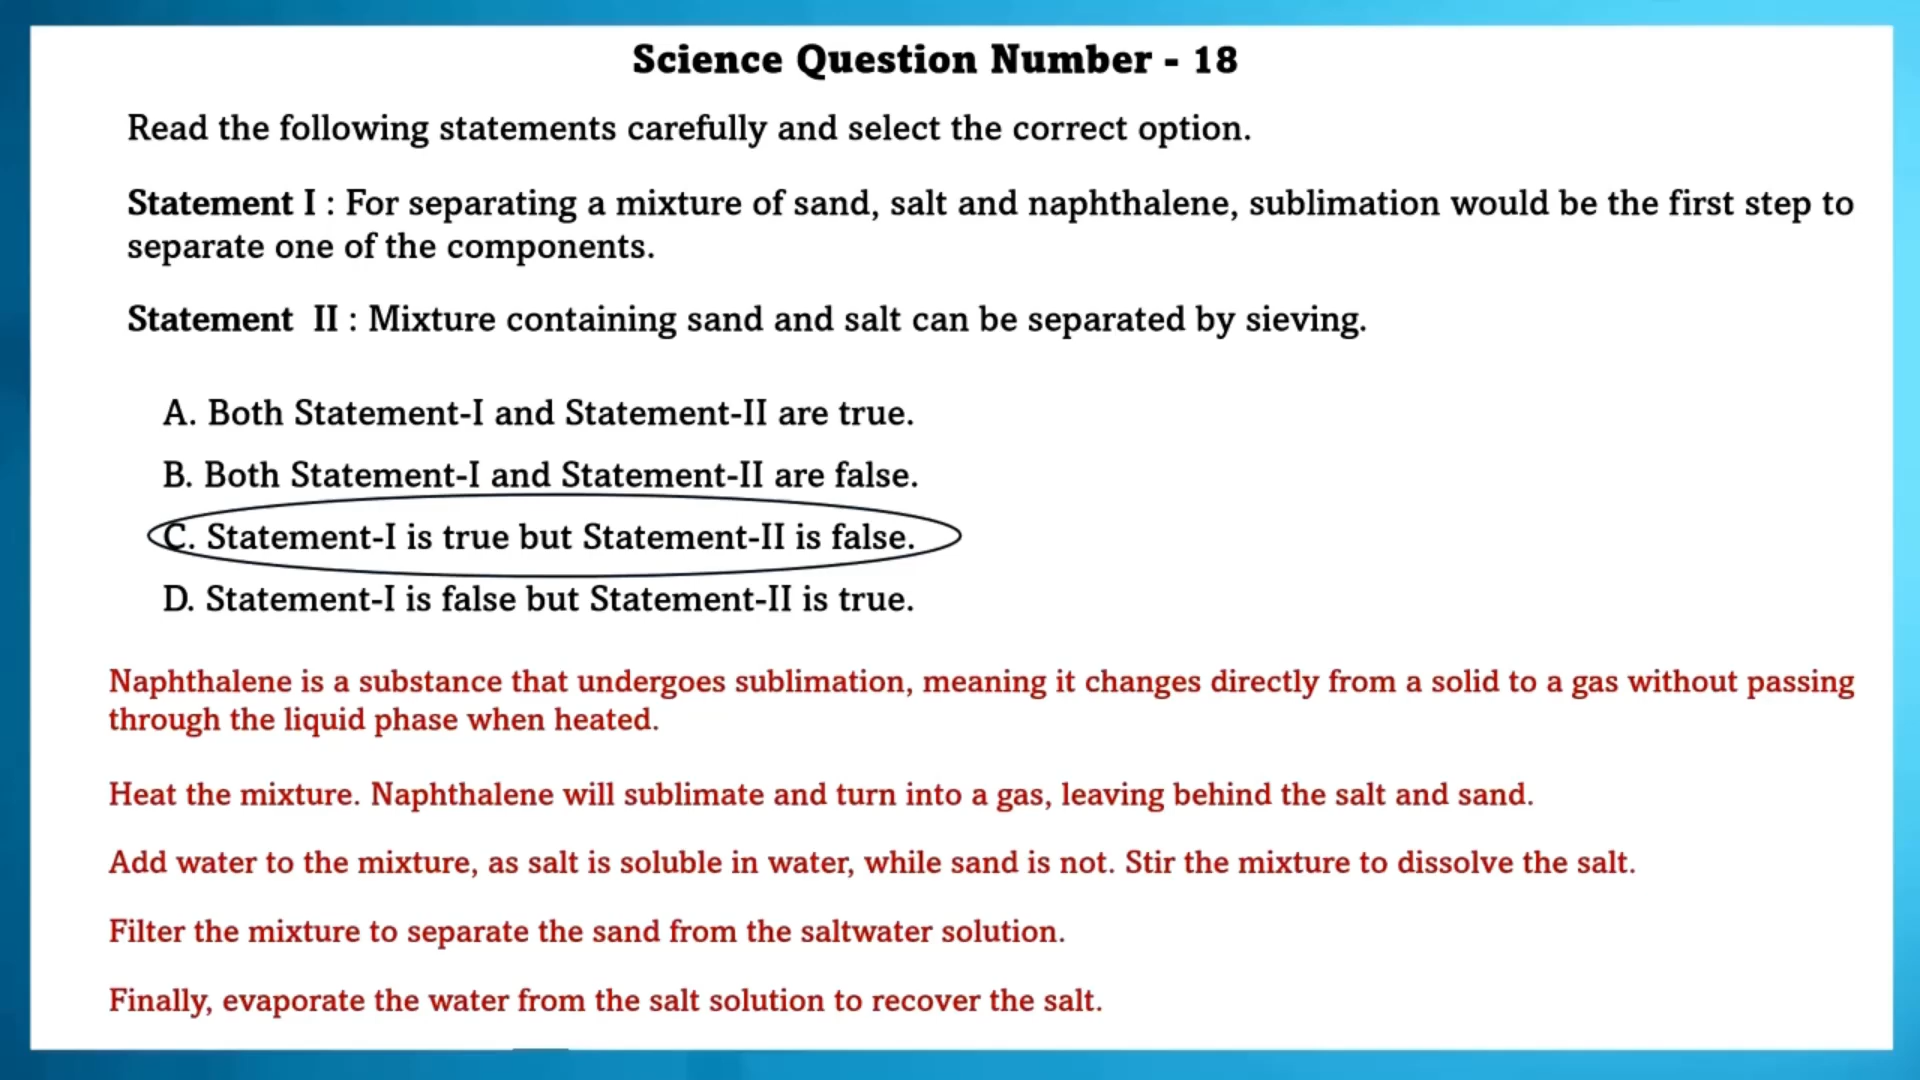 Science Question Number - 18
Read the following statements carefully and select the correct option.
Statement I : For separating a mixture of sand, salt and naphthalene, sublimation would be the first step to
separate one of the components.
Statement II : Mixture containing sand and salt can be separated by sieving.
A. Both Statement-I and Statement-II are true.
B. Both Statement-I and Statement-II are false.
C. Statement-I is true but Statement-II is false.
D. Statement-I is false but Statement-II is true.
Naphthalene is a substance that undergoes sublimation, meaning it changes directly from a solid to a gas without passing
through the liquid phase when heated.
Heat the mixture. Naphthalene will sublimate and turn into a gas, leaving behind the salt and sand.
Add water to the mixture, as salt is soluble in water, while sand is not. Stir the mixture to dissolve the salt.
Filter the mixture to separate the sand from the saltwater solution.
Finally, evaporate the water from the salt solution to recover the salt.